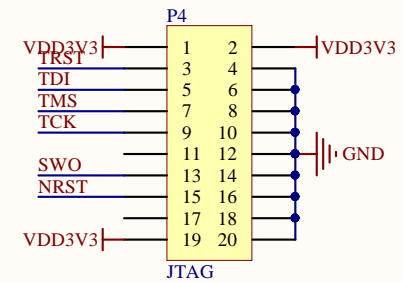 P4
VDD3V3 1 2 VDD3V3
TRST 3 4
TDI 5 6
TMS 7 8
TCK 9 10
11 12 GND
SWO 13 14
NRST 15 16
17 18
VDD3V3 19 20
JTAG